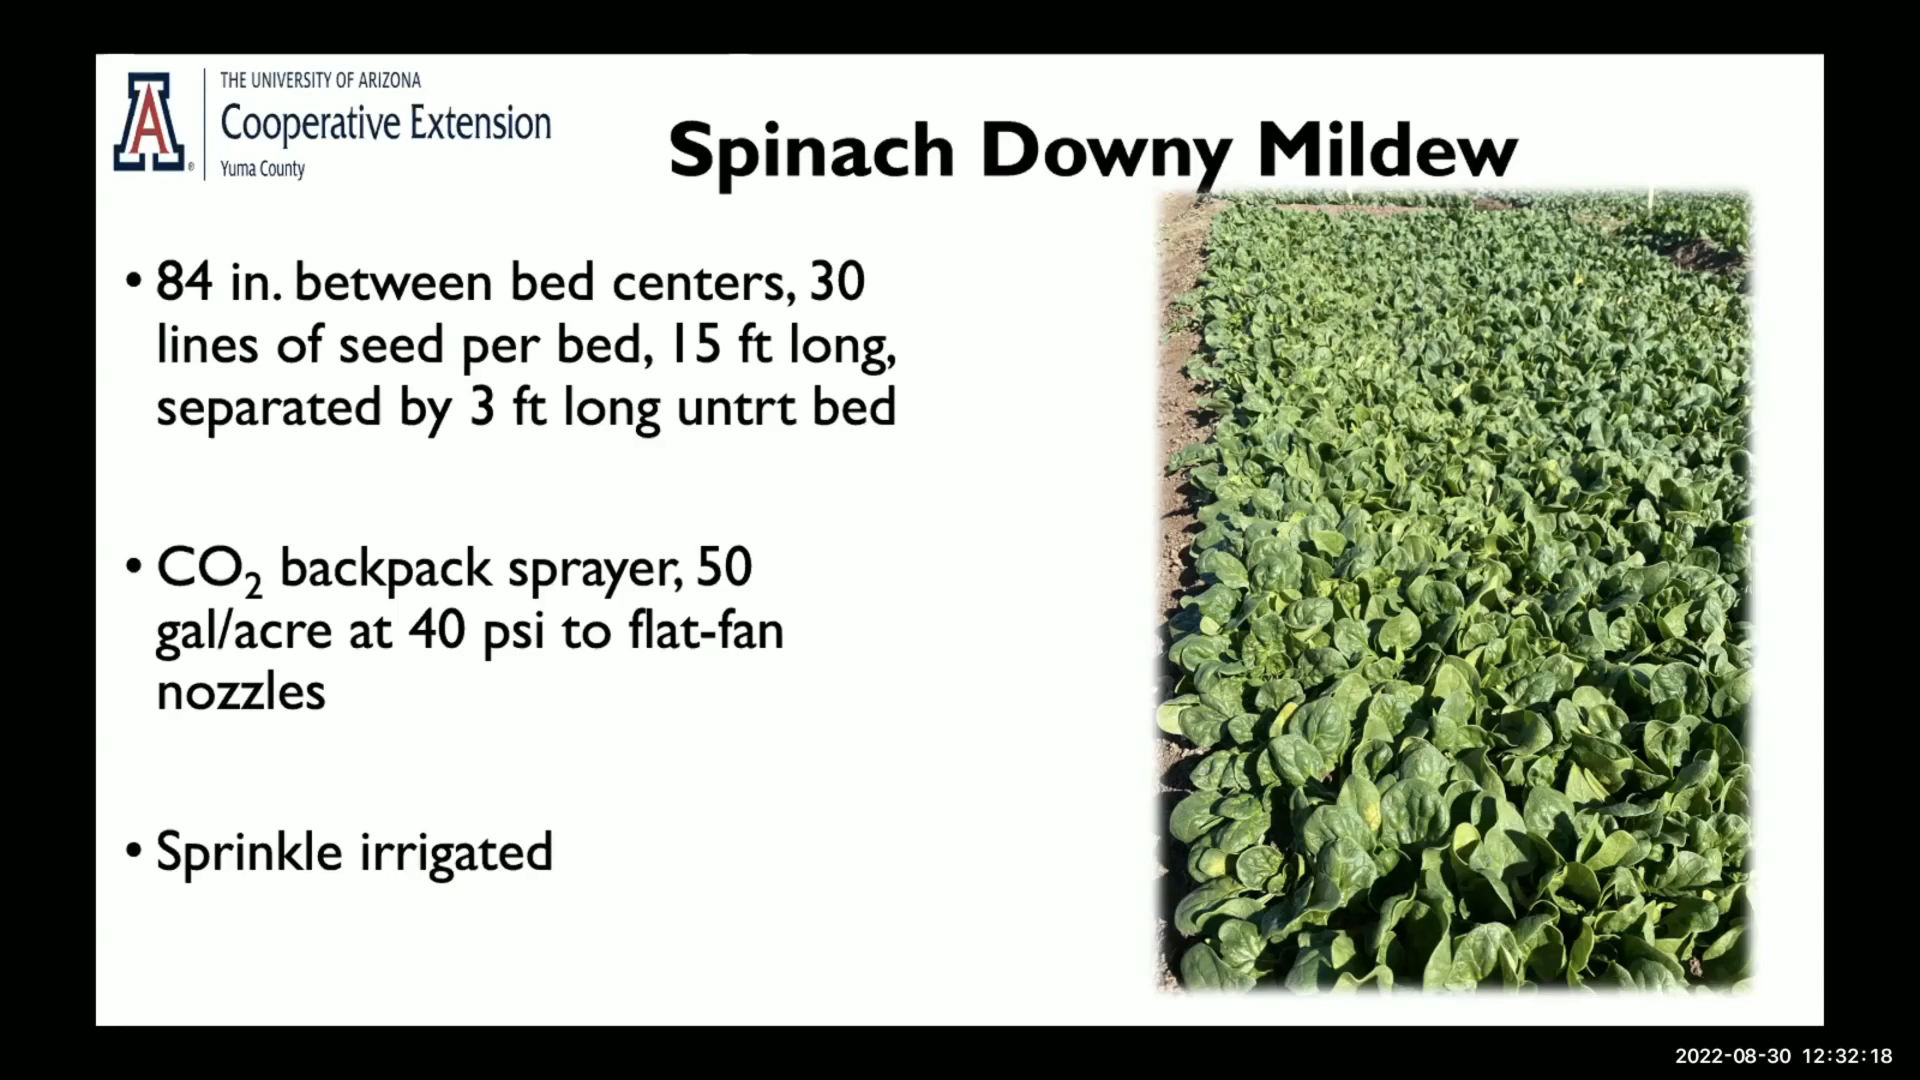 THE UNIVERSITY OF ARIZONA
Cooperative Extension
Yuma County
Spinach Downy Mildew
• 84 in. between bed centers, 30
lines of seed per bed, 15 ft long,
separated by 3 ft long untrt bed
• CO₂ backpack sprayer, 50
gal/acre at 40 psi to flat-fan
nozzles
• Sprinkle irrigated
2022-08-30 12:32:18